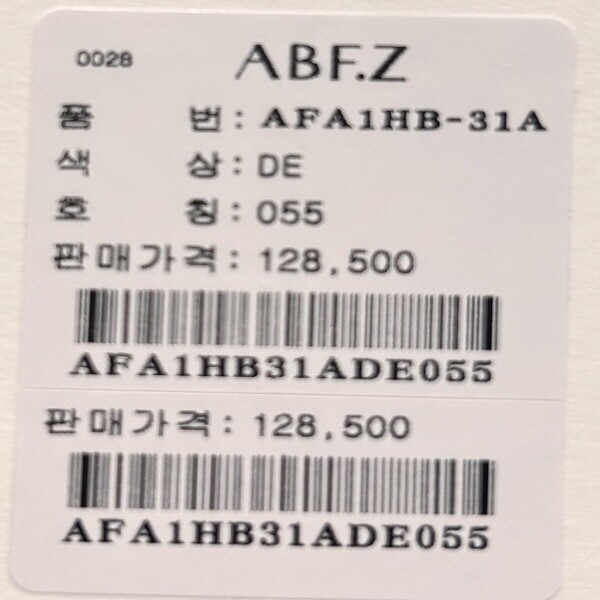 0028 ABF.Z
품 번 : AFA1HB-31A
색 상 : DE
호 칭 : 055
판매가격 : 128,500
AFA1HB31ADE055
판매가격 : 128,500
AFA1HB31ADE055